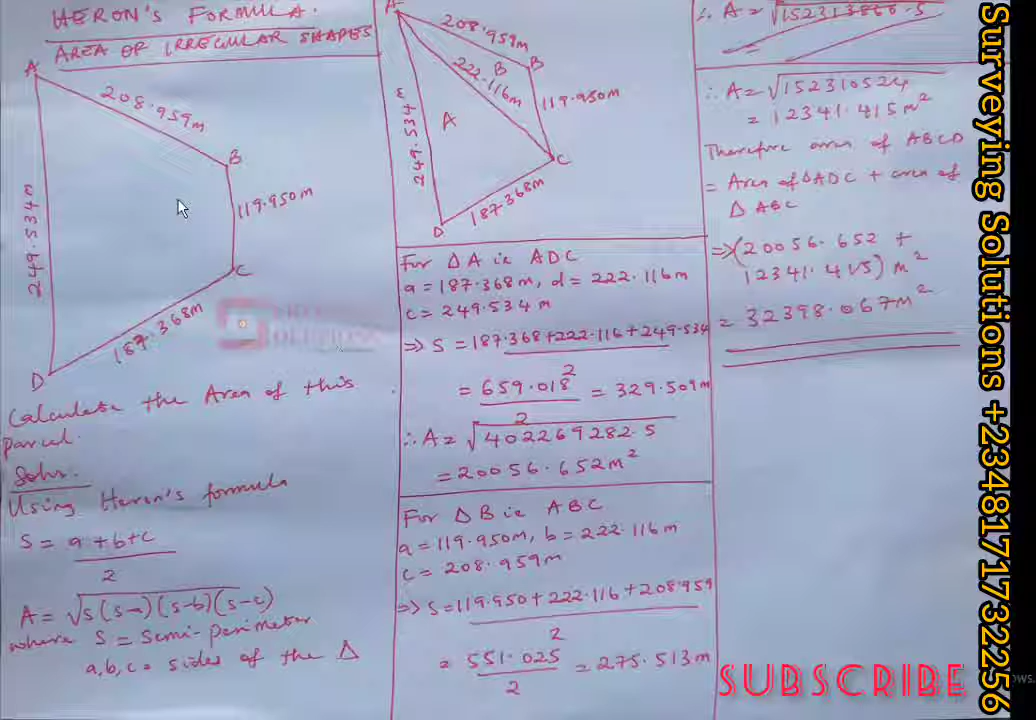 HERON'S FORMULA.
AREA OF IRREGULAR SHAPES
A
208.959m
B
119.950m
C
187.368m
D
249.534m
Calculate the Area of this
parcel.
Soln.
Using Heron's formula
S = a+b+c
2
A = √s(s-a)(s-b)(s-c)
where S = Semi-perimeter
a,b,c = sides of the Δ
A
208.959m
B
B
222.116m
119.950m
A
249.534m
C
187.368m
D
For ΔA ie ADC
a = 187.368m, d = 222.116m
c = 249.534m
⇒ S = 187.368+222.116+249.534
2
= 659.018 = 329.509m
2
∴ A = √402269282.5
= 20056.652m²
For ΔB ie ABC
a = 119.950m, b = 222.116m
c = 208.959m
⇒ S = 119.950+222.116+208.959
2
= 551.025 = 275.513m
2
∴ A = √152313866.5
∴ A = √152310524
= 12341.415m²
Therefore area of ABCD
= Area of ΔADC + area of
Δ ABC
⇒ (20056.652 +
12341.415) m²
= 32398.067m²
SUBSCRIBE
Surveying Solutions +2348171732256